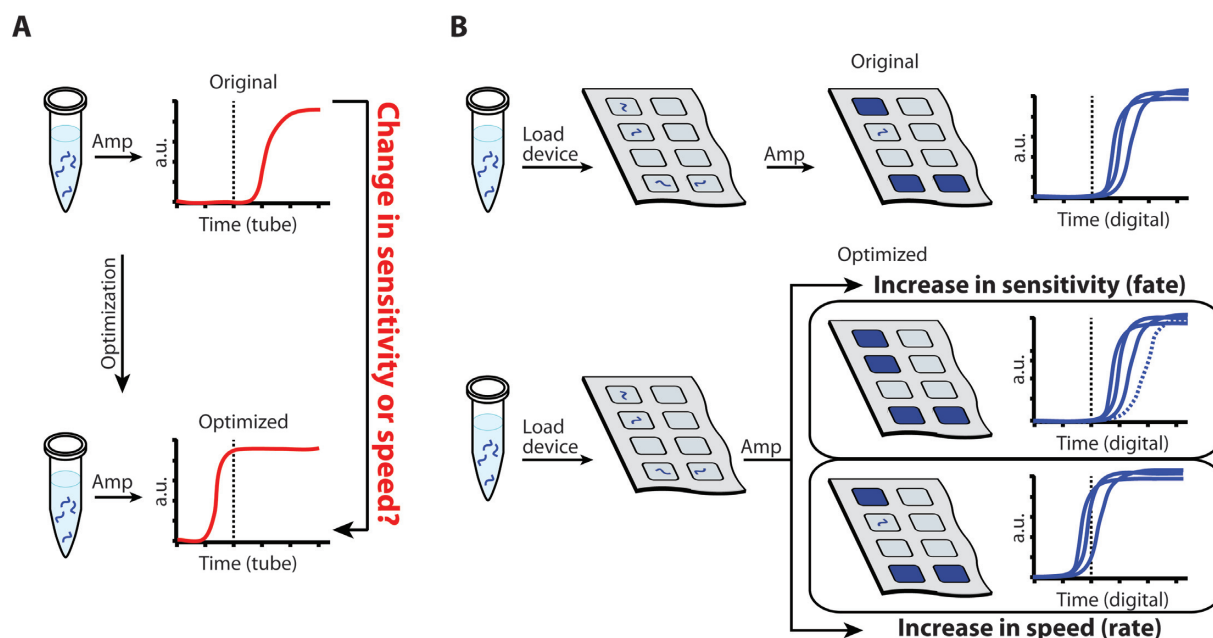 A
Original
Amp
a.u.
Time (tube)
Optimization
Optimized
Amp
a.u.
Time (tube)
Change in sensitivity or speed?
B
Load
device
Amp
Original
a.u.
Time (digital)
Load
device
Amp
Optimized
Increase in sensitivity (fate)
a.u.
Time (digital)
a.u.
Time (digital)
Increase in speed (rate)